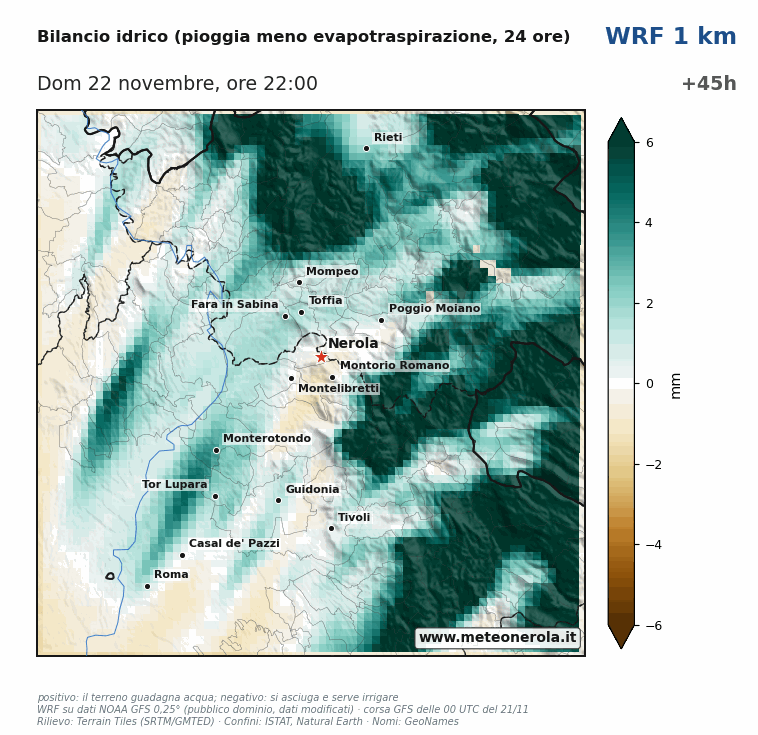 Bilancio idrico (pioggia meno evapotraspirazione, 24 ore)
WRF 1 km
Dom 22 novembre, ore 22:00
+45h
Rieti
Mompeo
Toffia
Fara in Sabina
Poggio Moiano
Nerola
Montorio Romano
Montelibretti
Monterotondo
Tor Lupara
Guidonia
Tivoli
Casal de' Pazzi
Roma
www.meteonerola.it
6
4
2
0
−2
−4
−6
mm
positivo: il terreno guadagna acqua; negativo: si asciuga e serve irrigare
WRF su dati NOAA GFS 0,25° (pubblico dominio, dati modificati) · corsa GFS delle 00 UTC del 21/11
Rilievo: Terrain Tiles (SRTM/GMTED) · Confini: ISTAT, Natural Earth · Nomi: GeoNames